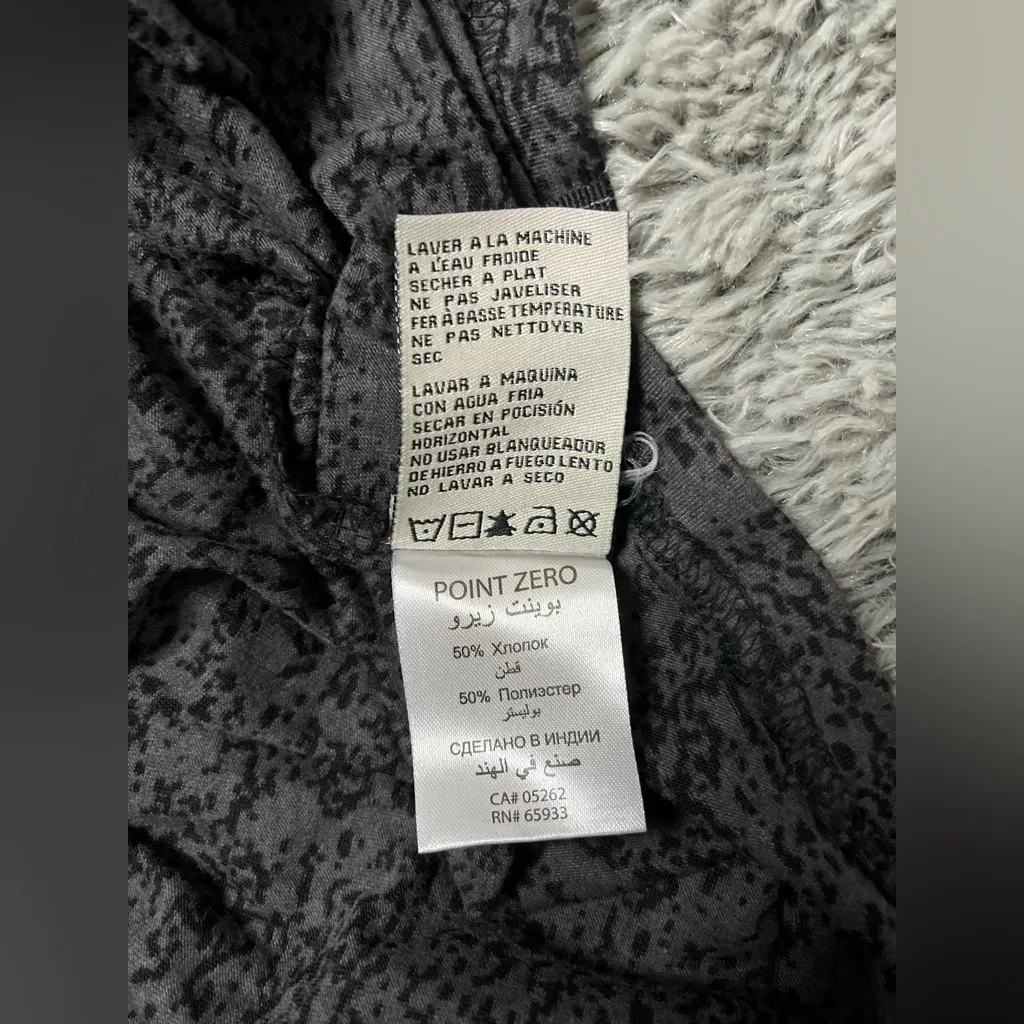 LAVER A LA MACHINE
A L'EAU FROIDE
SECHER A PLAT
NE PAS JAVELISER
FER À BASSE TEMPERATURE
NE PAS NETTOYER
SEC
LAVAR A MAQUINA
CON AGUA FRIA
SECAR EN POCISIÓN
HORIZONTAL
NO USAR BLANQUEADOR
DE HIERRO A FUEGO LENTO
NO LAVAR A SECO
POINT ZERO
بوينت زيرو
50% Хлопок
قطن
50% Полиэстер
بوليستر
СДЕЛАНО В ИНДИИ
صنع في الهند
CA# 05262
RN# 65933